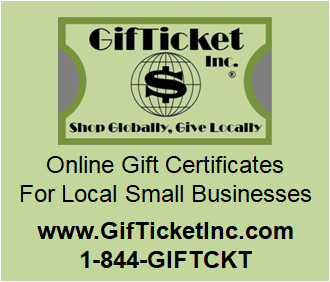 GifTicket
Inc.
®
$
Shop Globally, Give Locally
Online Gift Certificates
For Local Small Businesses
www.GifTicketInc.com
1-844-GIFTCKT